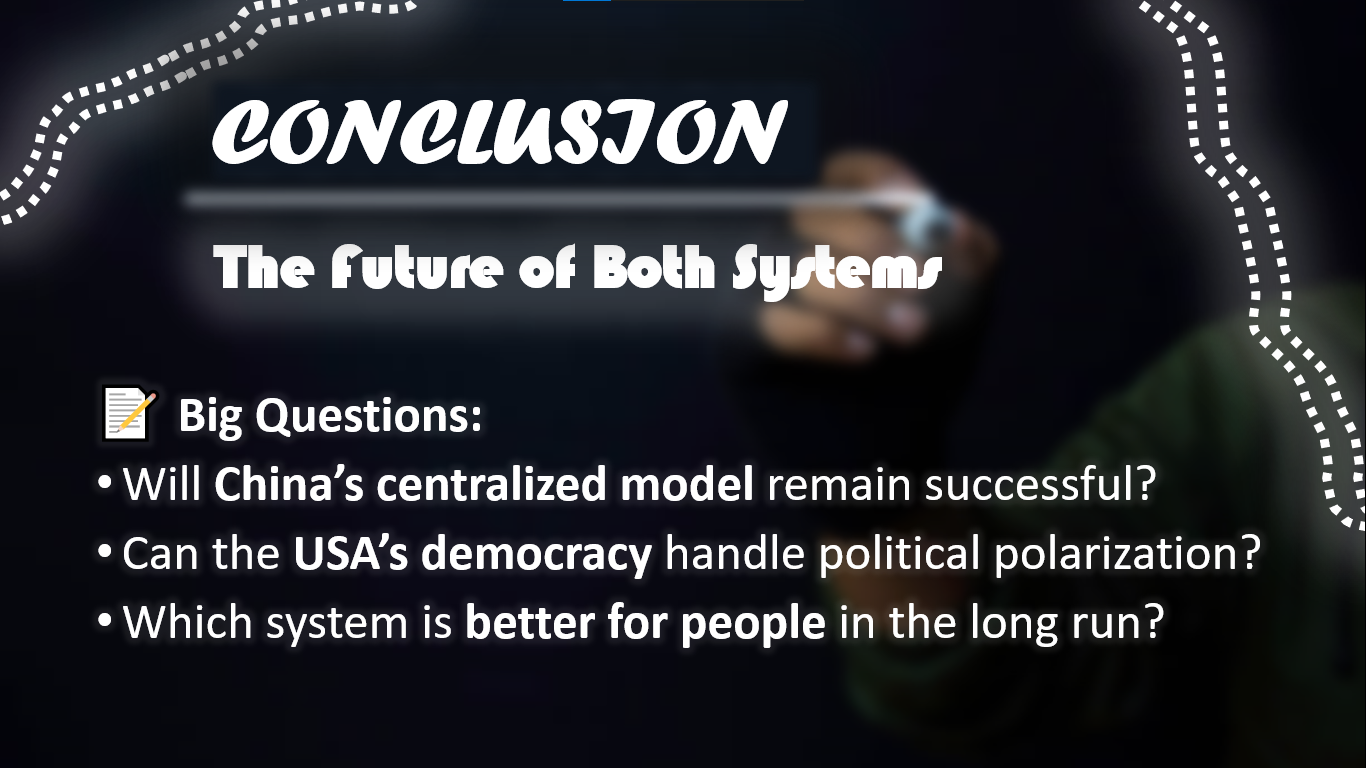 CONCLUSION
The Future of Both Systems
📝 Big Questions:
• Will China’s centralized model remain successful?
• Can the USA’s democracy handle political polarization?
• Which system is better for people in the long run?